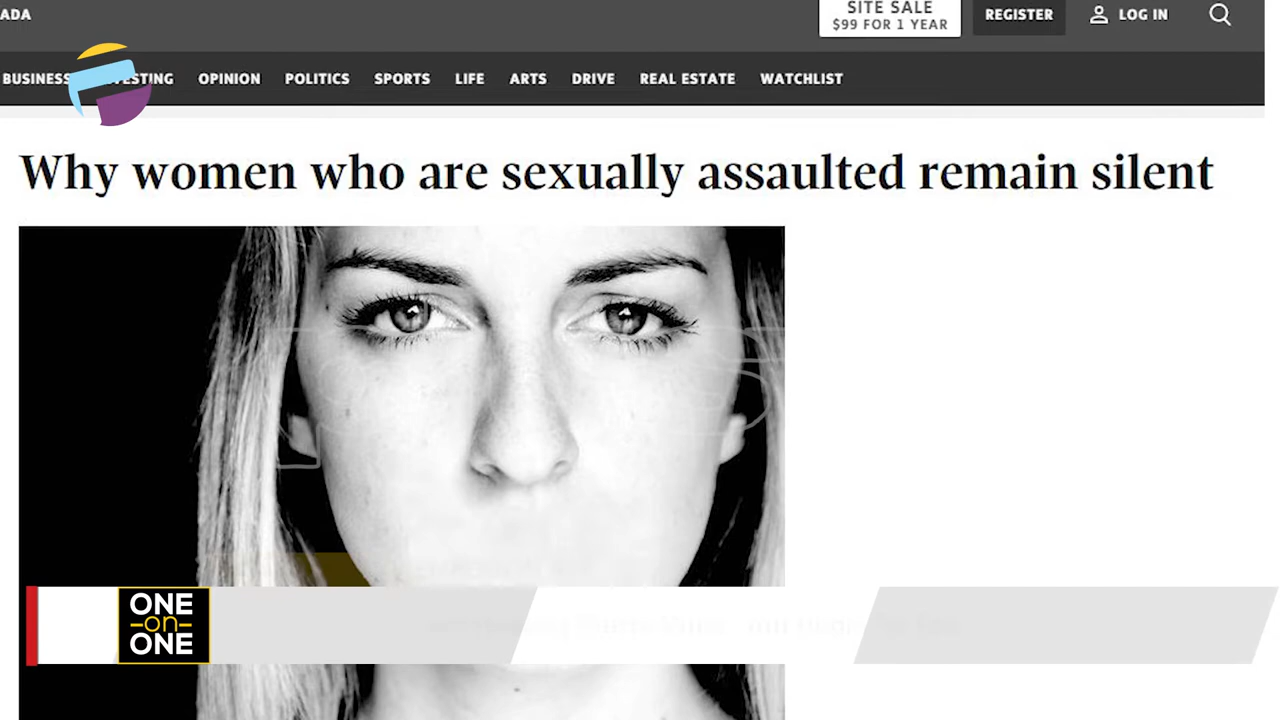 ADA
SITE SALE
$99 FOR 1 YEAR
REGISTER
LOG IN
BUSINESS
OPINION
POLITICS
SPORTS
LIFE
ARTS
DRIVE
REAL ESTATE
WATCHLIST
Why women who are sexually assaulted remain silent
ONE
on
ONE